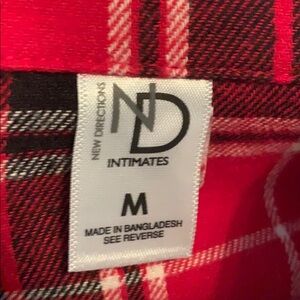 NEW DIRECTIONS
ND
INTIMATES
M
MADE IN BANGLADESH
SEE REVERSE